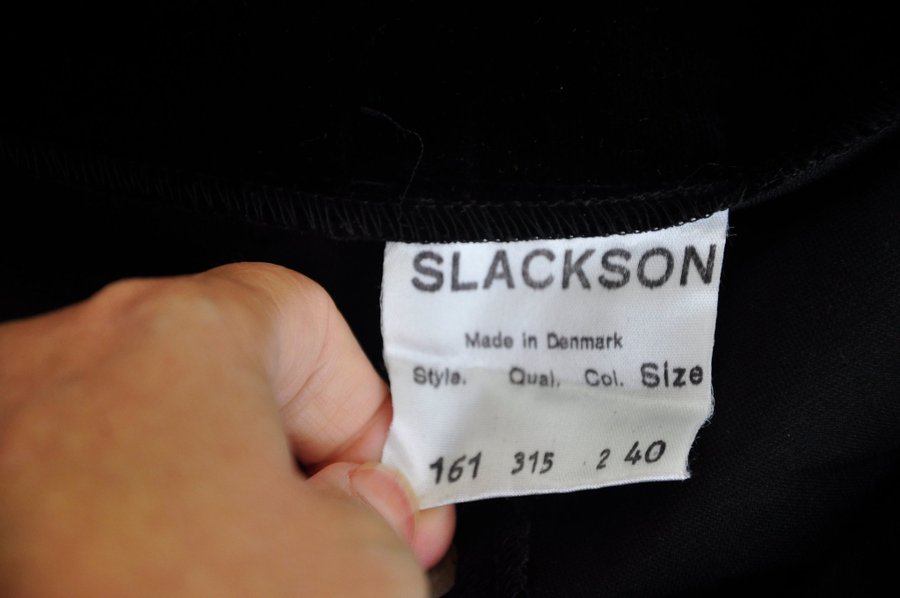 SLACKSON
Made in Denmark
Style. Qual. Col. Size
161 315 2 40